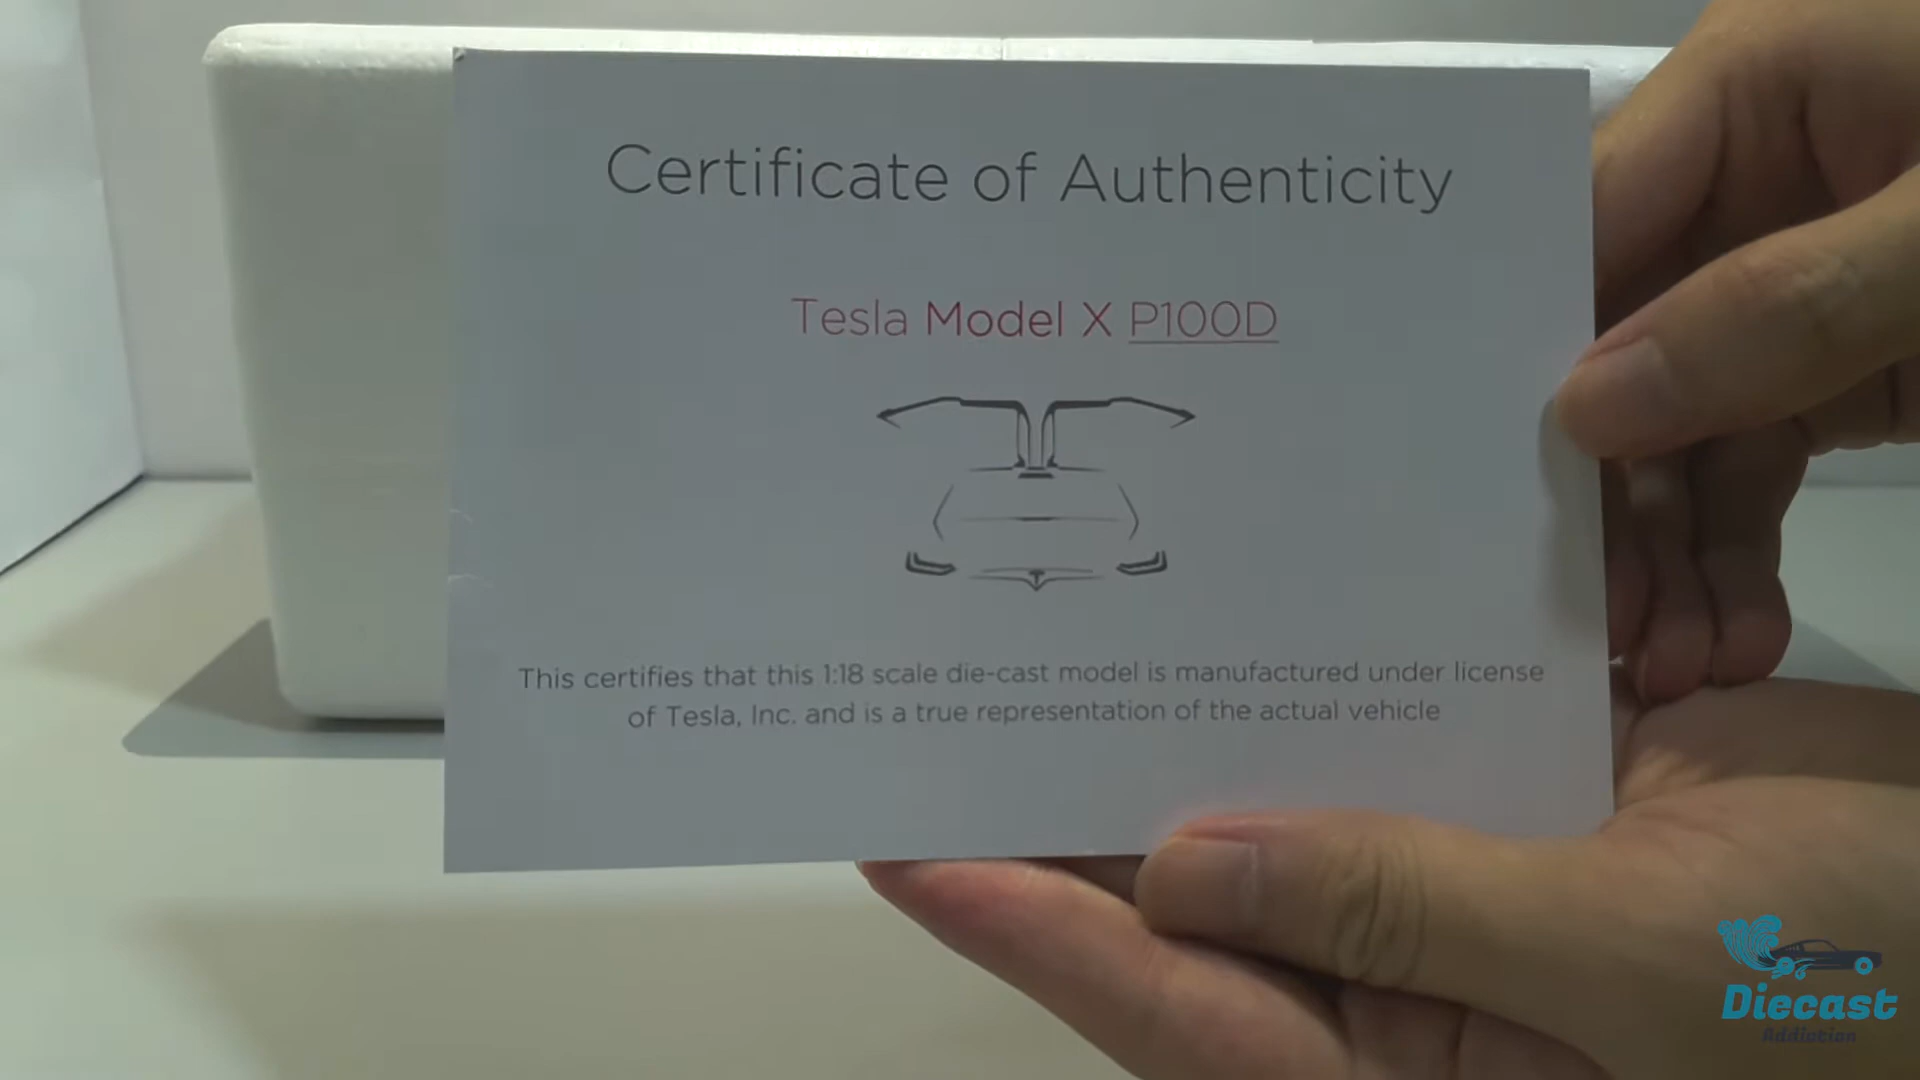 Certificate of Authenticity
Tesla Model X P100D
This certifies that this 1:18 scale die-cast model is manufactured under license
of Tesla, Inc. and is a true representation of the actual vehicle
Diecast
Addiction